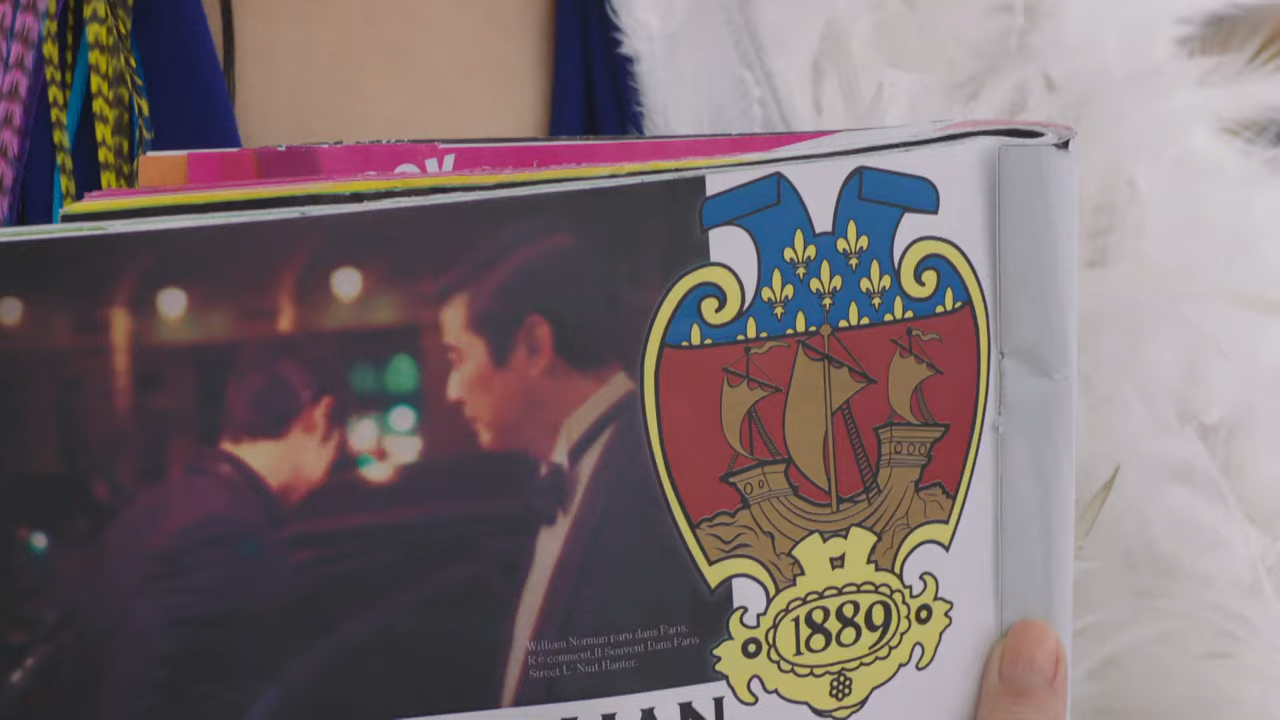 1889
William Norman paru dans Paris,
R è comment,Il Souvent Dans Paris
Street L' Nuit Hanter.